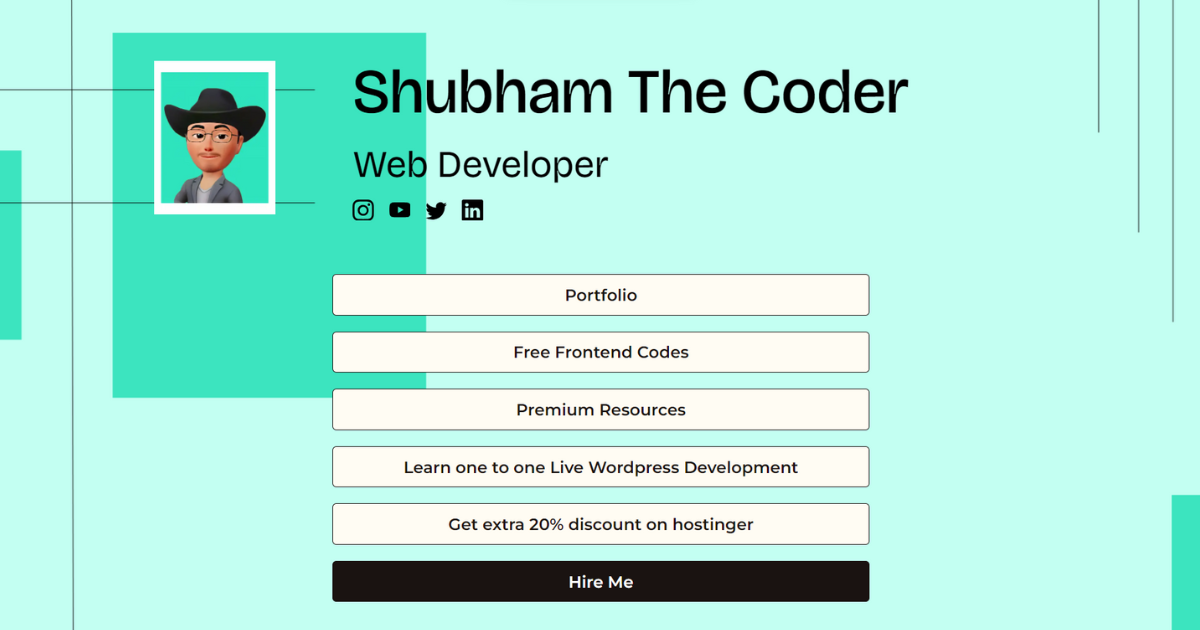 Shubham The Coder
Web Developer
Portfolio
Free Frontend Codes
Premium Resources
Learn one to one Live Wordpress Development
Get extra 20% discount on hostinger
Hire Me